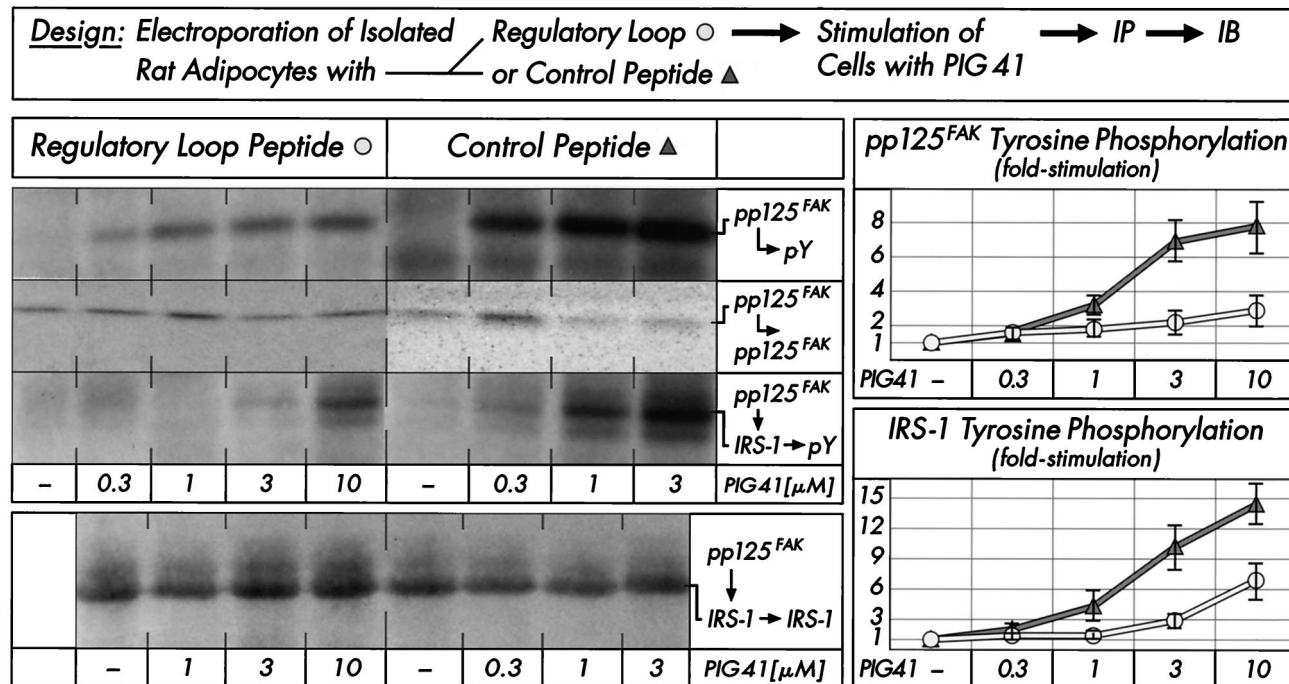 Design: Electroporation of Isolated Regulatory Loop ○ → Stimulation of → IP → IB
Rat Adipocytes with or Control Peptide ▲ Cells with PIG 41
Regulatory Loop Peptide ○ Control Peptide ▲
pp125FAK
pY
pp125FAK
pp125FAK
pp125FAK
IRS-1 → pY
– 0.3 1 3 10 – 0.3 1 3 PIG41[μM]
pp125FAK
IRS-1 → IRS-1
– 1 3 10 – 0.3 1 3 PIG41[μM]
pp125FAK Tyrosine Phosphorylation
(fold-stimulation)
8
6
4
2
1
PIG41 – 0.3 1 3 10
IRS-1 Tyrosine Phosphorylation
(fold-stimulation)
15
12
9
6
3
1
PIG41 – 0.3 1 3 10